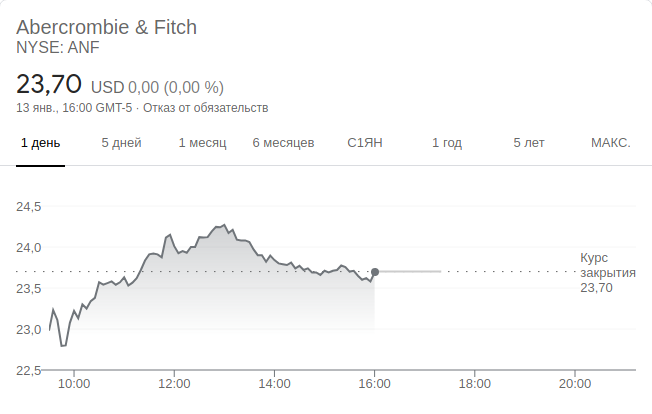 Abercrombie & Fitch
NYSE: ANF
23,70 USD 0,00 (0,00 %)
13 янв., 16:00 GMT-5 · Отказ от обязательств
1 день 5 дней 1 месяц 6 месяцев С1ЯН 1 год 5 лет МАКС.
24,5
24,0
Курс
закрытия
23,70
23,5
23,0
22,5
10:00 12:00 14:00 16:00 18:00 20:00